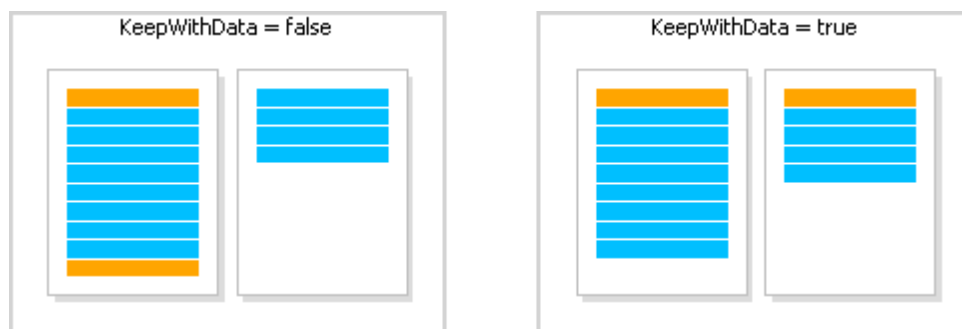 KeepWithData = false
KeepWithData = true